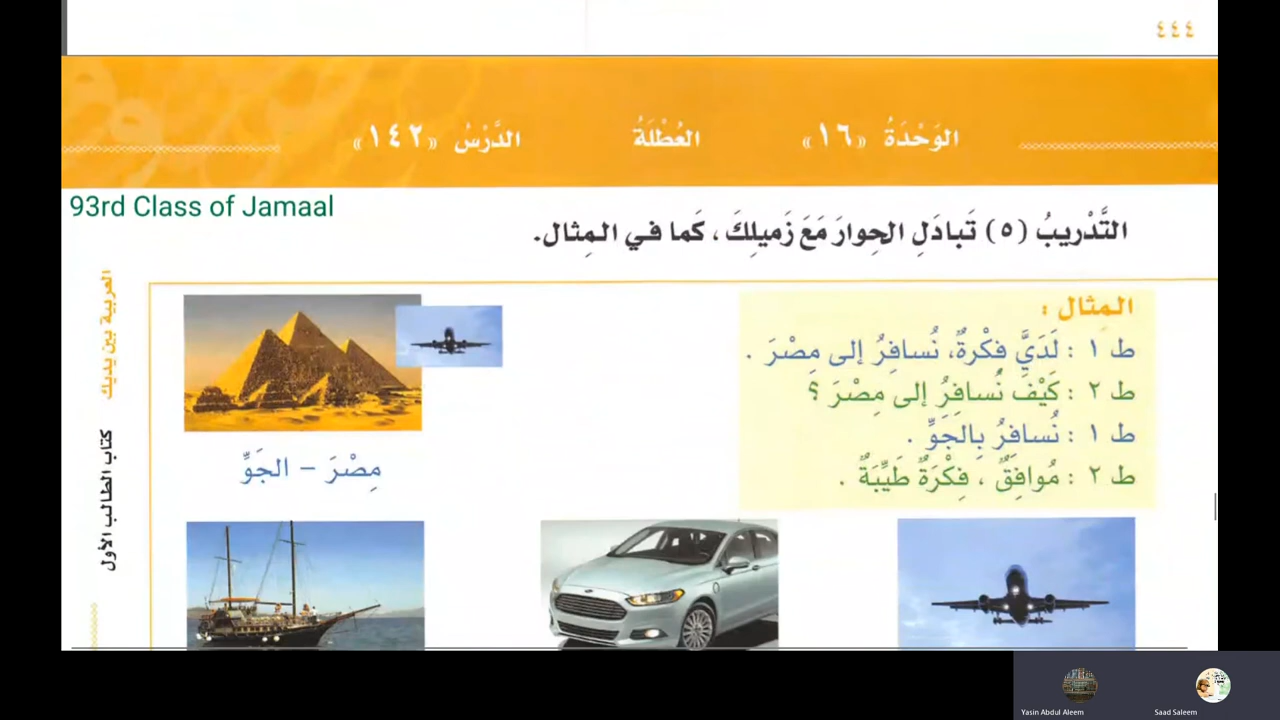 ٤٤٤
الوَحْدَةُ «١٦» العُطْلَةُ الدَّرْسُ «١٤٢»
93rd Class of Jamaal
التَّدْريبُ (٥) تَبادَلِ الحِوارَ مَعَ زَميلِكَ ، كَما في المِثال.
المِثال :
ط ١ : لَدَيَّ فِكْرةٌ، نُسافِرُ إلى مِصْرَ .
ط ٢ : كَيْفَ نُسافِرُ إلى مِصْرَ ؟
ط ١ : نُسافِرُ بِالجَوِّ .
ط ٢ : مُوافِقٌ ، فِكْرَةٌ طَيِّبَةٌ .
مِصْرَ – الجَوِّ
العربية بين يديك كتاب الطالب الأول
Yasin Abdul Aleem
Saad Saleem